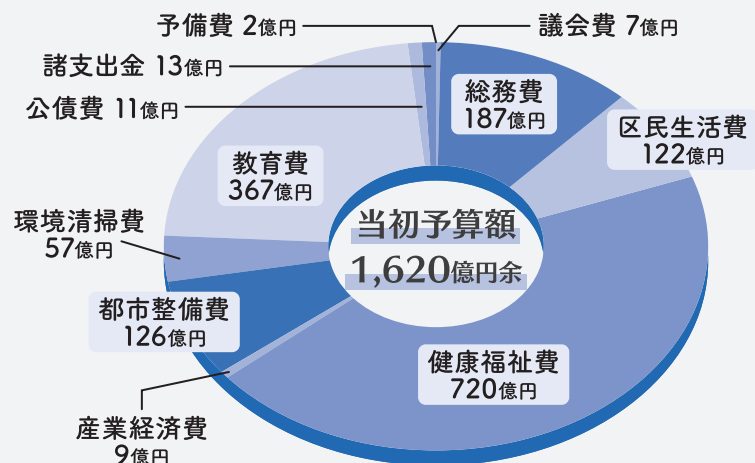 予備費 2億円
議会費 7億円
諸支出金 13億円
公債費 11億円
総務費
187億円
区民生活費
122億円
教育費
367億円
環境清掃費
57億円
当初予算額
1,620億円余
都市整備費
126億円
健康福祉費
720億円
産業経済費
9億円